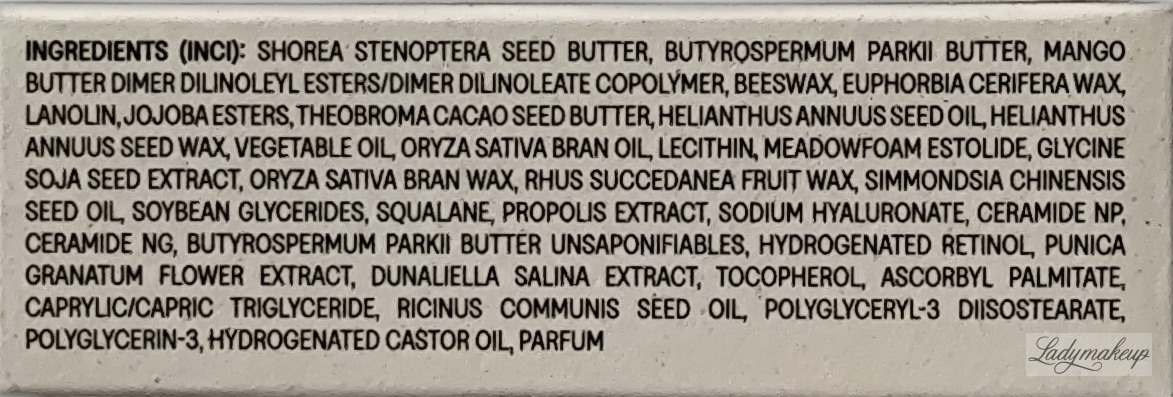 INGREDIENTS (INCI): SHOREA STENOPTERA SEED BUTTER, BUTYROSPERMUM PARKII BUTTER, MANGO
BUTTER DIMER DILINOLEYL ESTERS/DIMER DILINOLEATE COPOLYMER, BEESWAX, EUPHORBIA CERIFERA WAX,
LANOLIN, JOJOBA ESTERS, THEOBROMA CACAO SEED BUTTER, HELIANTHUS ANNUUS SEED OIL, HELIANTHUS
ANNUUS SEED WAX, VEGETABLE OIL, ORYZA SATIVA BRAN OIL, LECITHIN, MEADOWFOAM ESTOLIDE, GLYCINE
SOJA SEED EXTRACT, ORYZA SATIVA BRAN WAX, RHUS SUCCEDANEA FRUIT WAX, SIMMONDSIA CHINENSIS
SEED OIL, SOYBEAN GLYCERIDES, SQUALANE, PROPOLIS EXTRACT, SODIUM HYALURONATE, CERAMIDE NP,
CERAMIDE NG, BUTYROSPERMUM PARKII BUTTER UNSAPONIFIABLES, HYDROGENATED RETINOL, PUNICA
GRANATUM FLOWER EXTRACT, DUNALIELLA SALINA EXTRACT, TOCOPHEROL, ASCORBYL PALMITATE,
CAPRYLIC/CAPRIC TRIGLYCERIDE, RICINUS COMMUNIS SEED OIL, POLYGLYCERYL-3 DIISOSTEARATE,
POLYGLYCERIN-3, HYDROGENATED CASTOR OIL, PARFUM
Ladymakeup